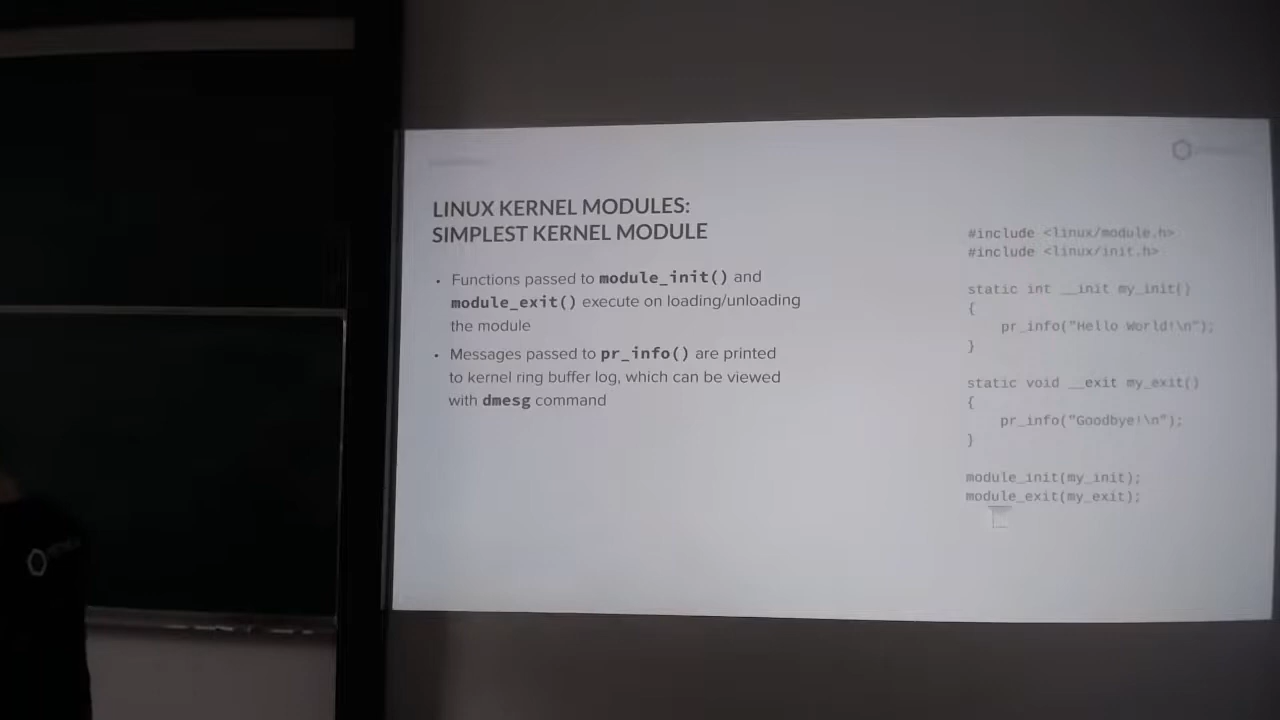 LINUX KERNEL MODULES:
SIMPLEST KERNEL MODULE
• Functions passed to module_init() and
module_exit() execute on loading/unloading
the module
• Messages passed to pr_info() are printed
to kernel ring buffer log, which can be viewed
with dmesg command
#include <linux/module.h>
#include <linux/init.h>
static int __init my_init()
{
pr_info("Hello World!\n");
}
static void __exit my_exit()
{
pr_info("Goodbye!\n");
}
module_init(my_init);
module_exit(my_exit);